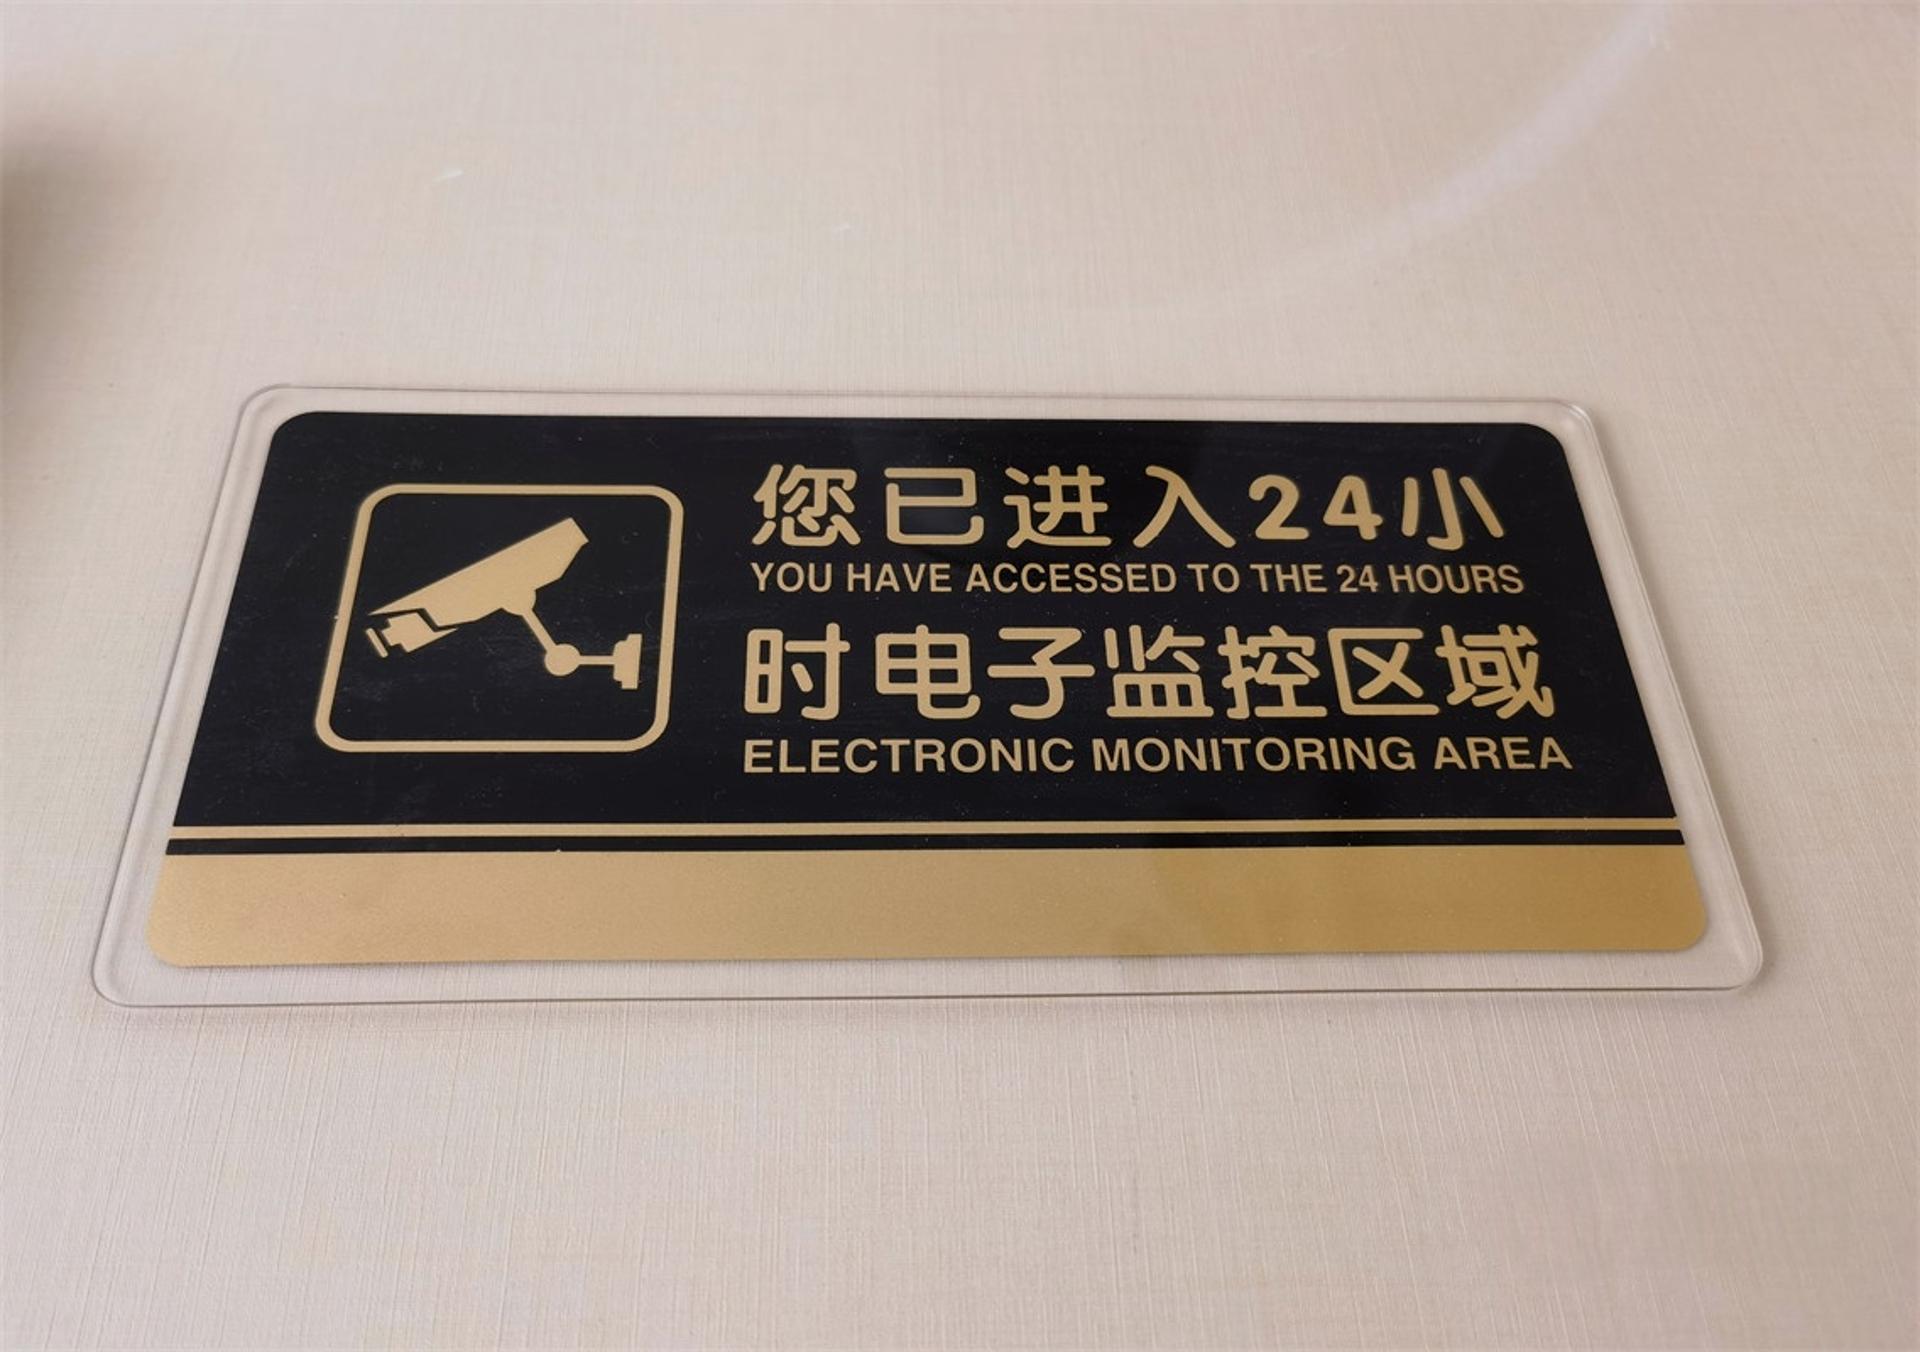 您已进入24小
YOU HAVE ACCESSED TO THE 24 HOURS
时电子监控区域
ELECTRONIC MONITORING AREA